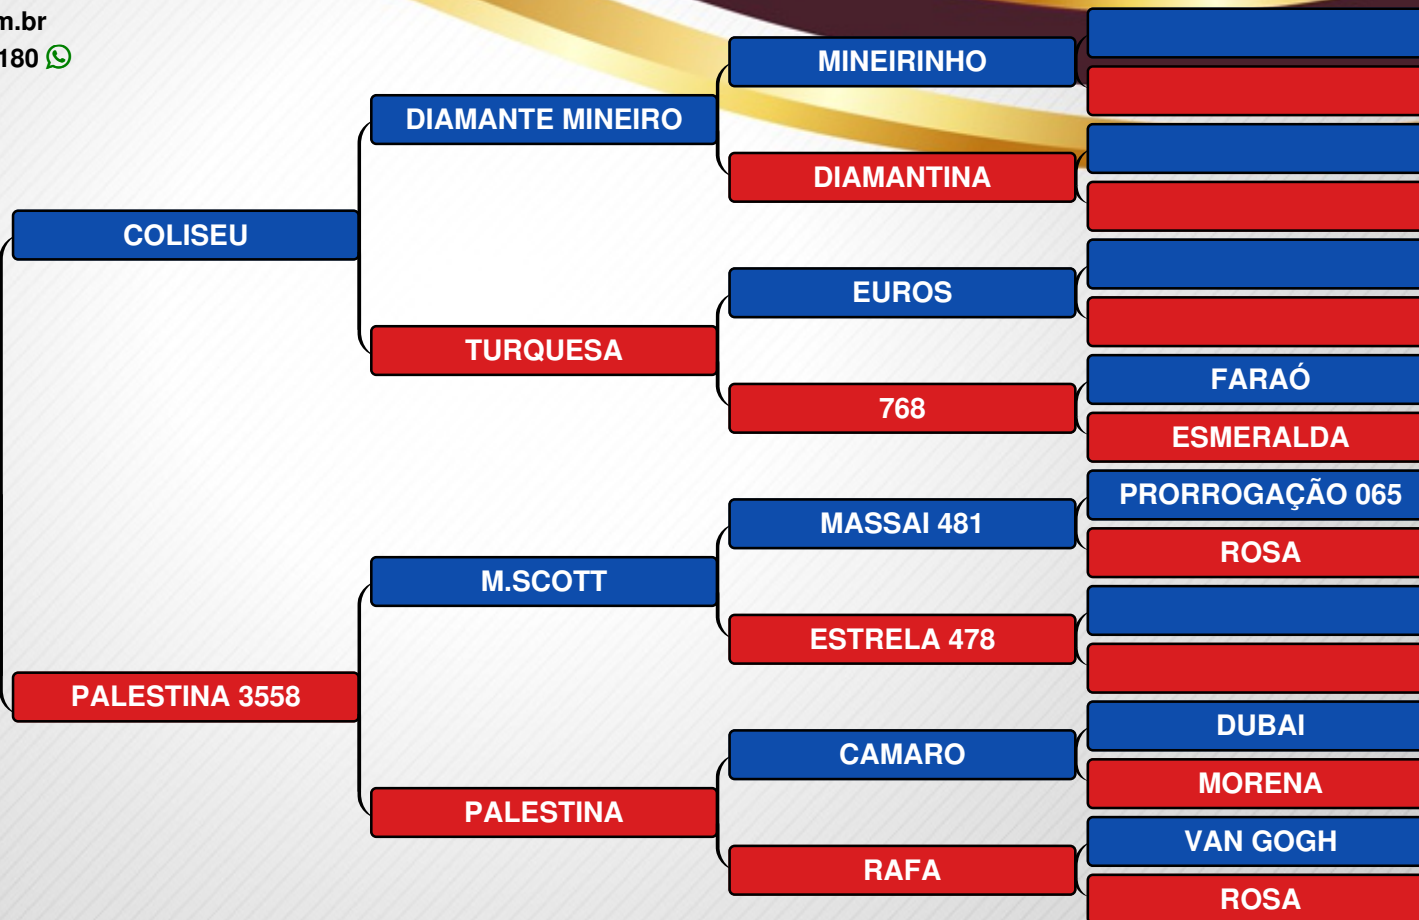 m.br
180
MINEIRINHO
DIAMANTE MINEIRO
DIAMANTINA
COLISEU
EUROS
TURQUESA
FARAÓ
768
ESMERALDA
PRORROGAÇÃO 065
MASSAI 481
ROSA
M.SCOTT
ESTRELA 478
PALESTINA 3558
DUBAI
CAMARO
MORENA
PALESTINA
VAN GOGH
RAFA
ROSA